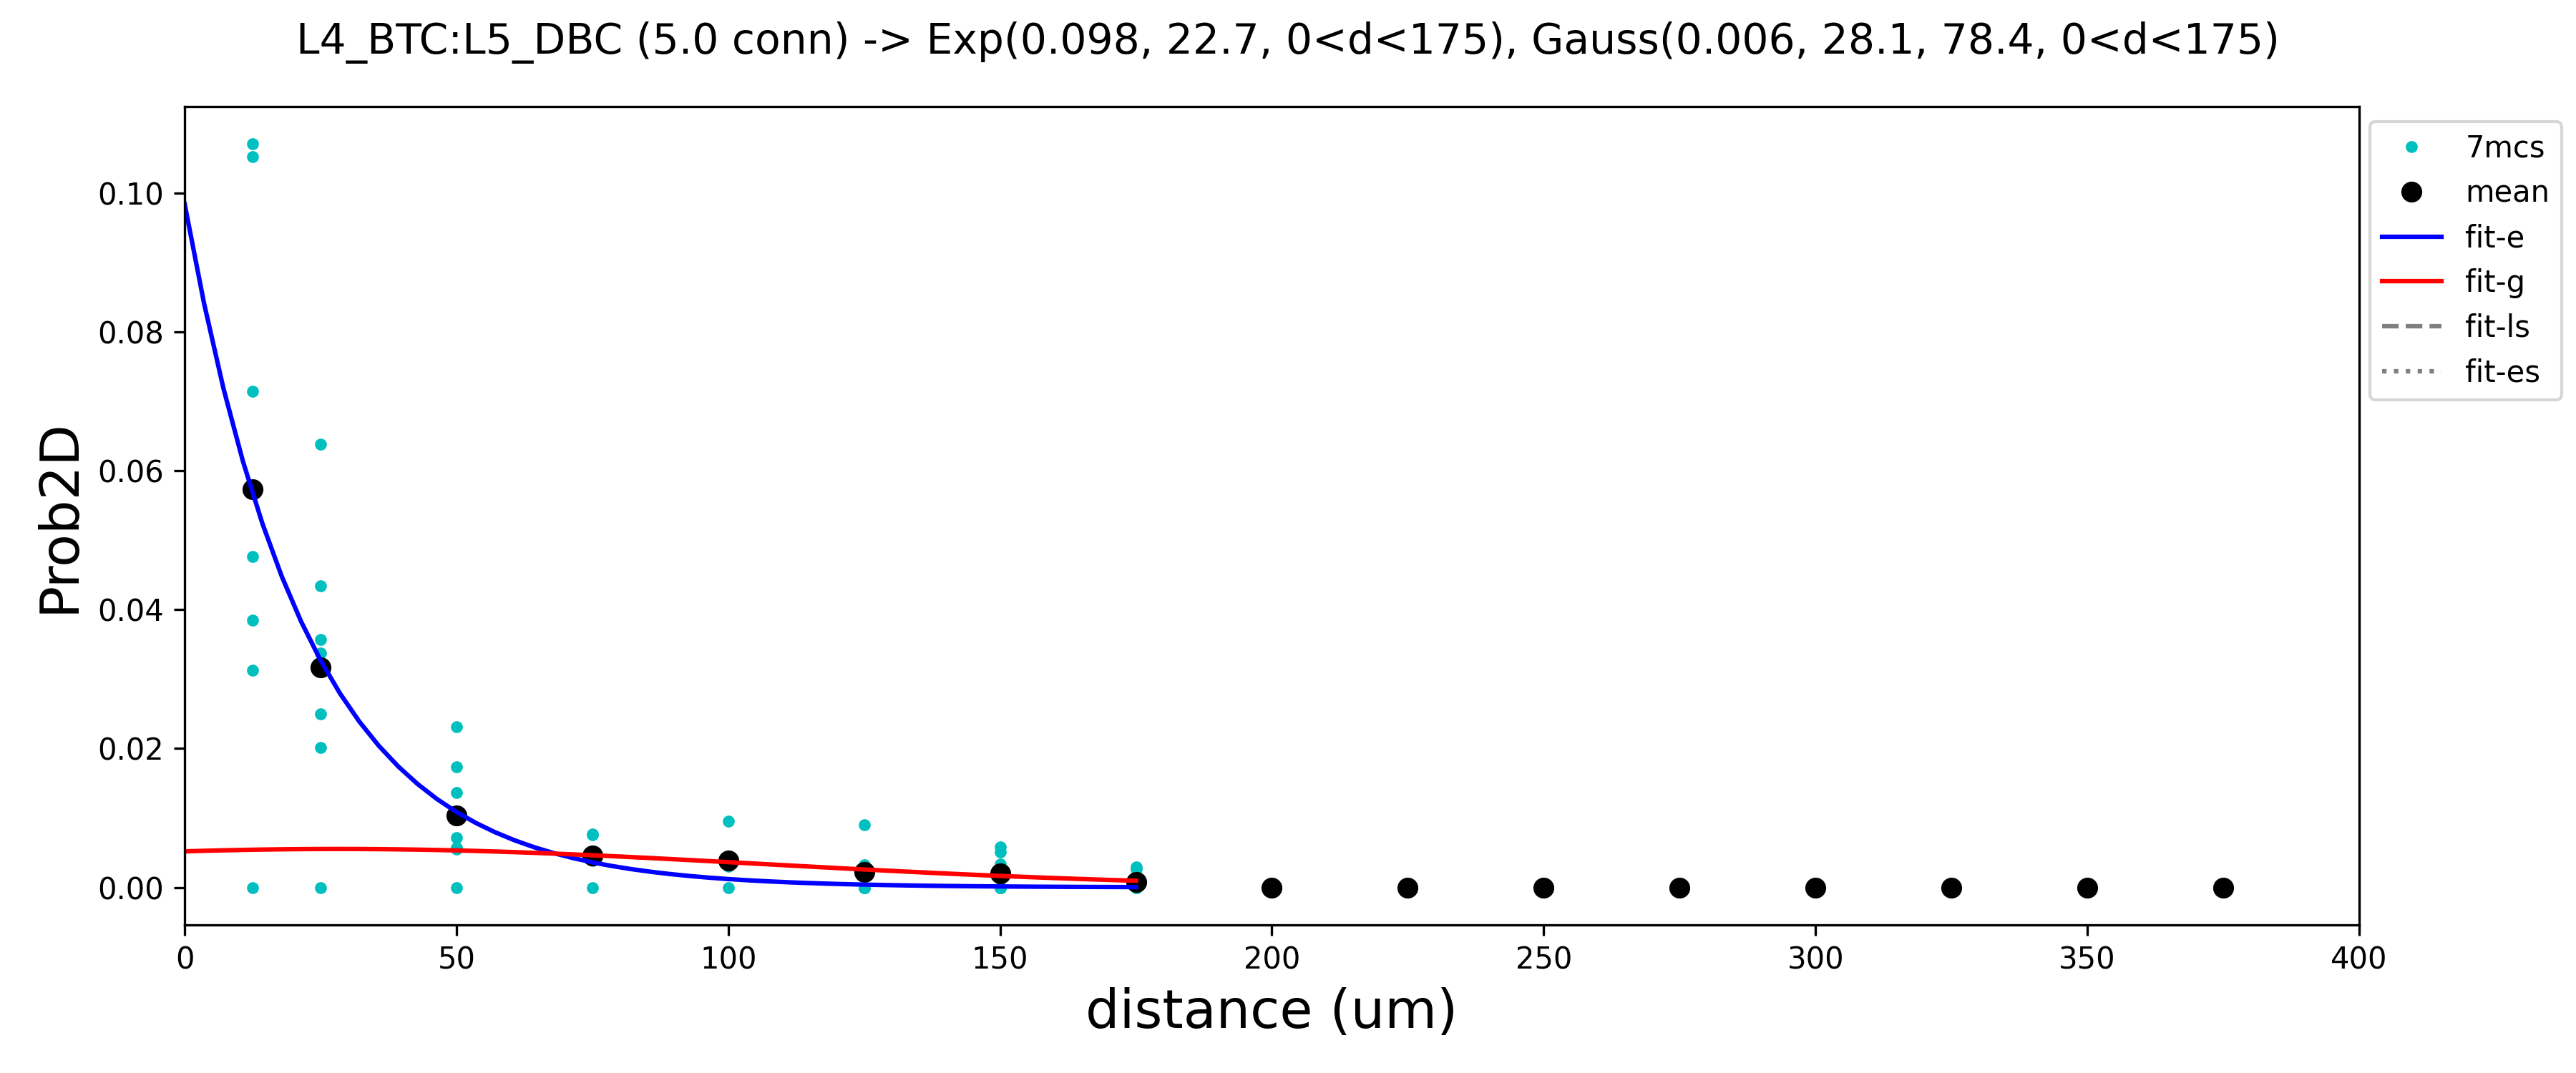 L4_BTC:L5_DBC (5.0 conn) -> Exp(0.098, 22.7, 0<d<175), Gauss(0.006, 28.1, 78.4, 0<d<175)
7mcs
mean
fit-e
fit-g
fit-ls
fit-es
Prob2D
0.10
0.08
0.06
0.04
0.02
0.00
0 50 100 150 200 250 300 350 400
distance (um)